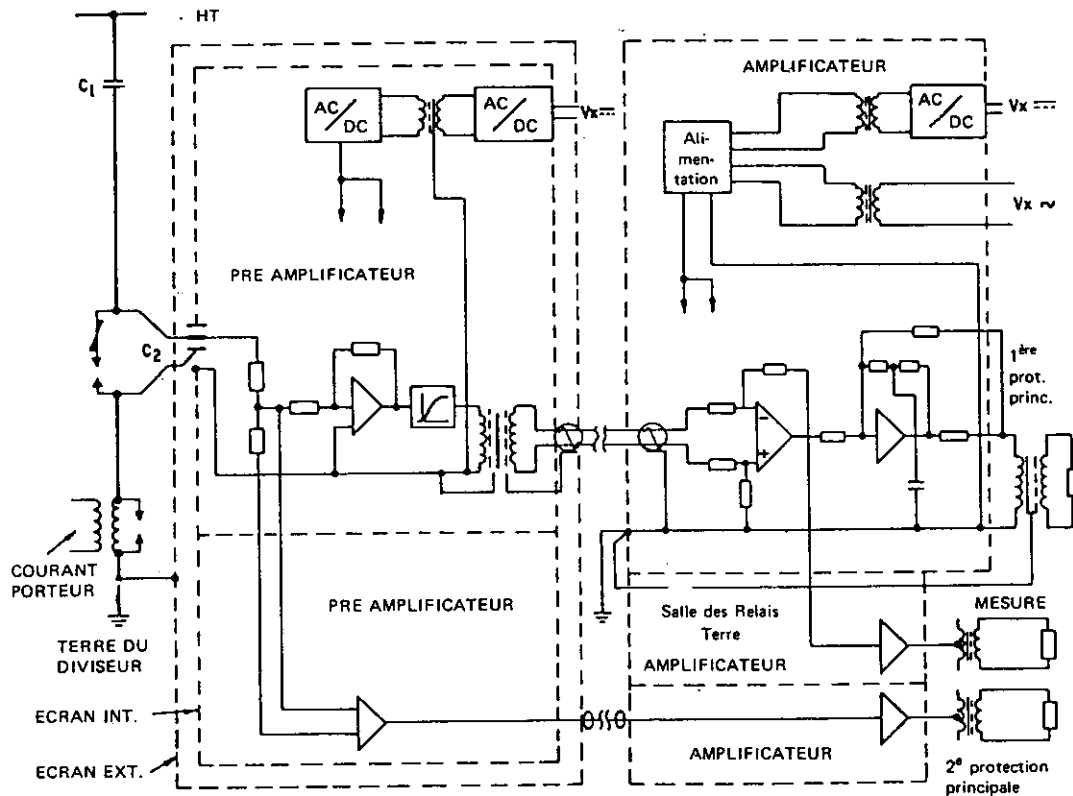 HT
C1
AC/DC
AC/DC
Vx
PRE AMPLIFICATEUR
C2
COURANT
PORTEUR
TERRE DU
DIVISEUR
ECRAN INT.
ECRAN EXT.
PRE AMPLIFICATEUR
AMPLIFICATEUR
Ali-
men-
tation
AC/DC
Vx
Vx ~
1ère
prot.
princ.
-
+
Salle des Relais
Terre
AMPLIFICATEUR
MESURE
AMPLIFICATEUR
2e protection
principale